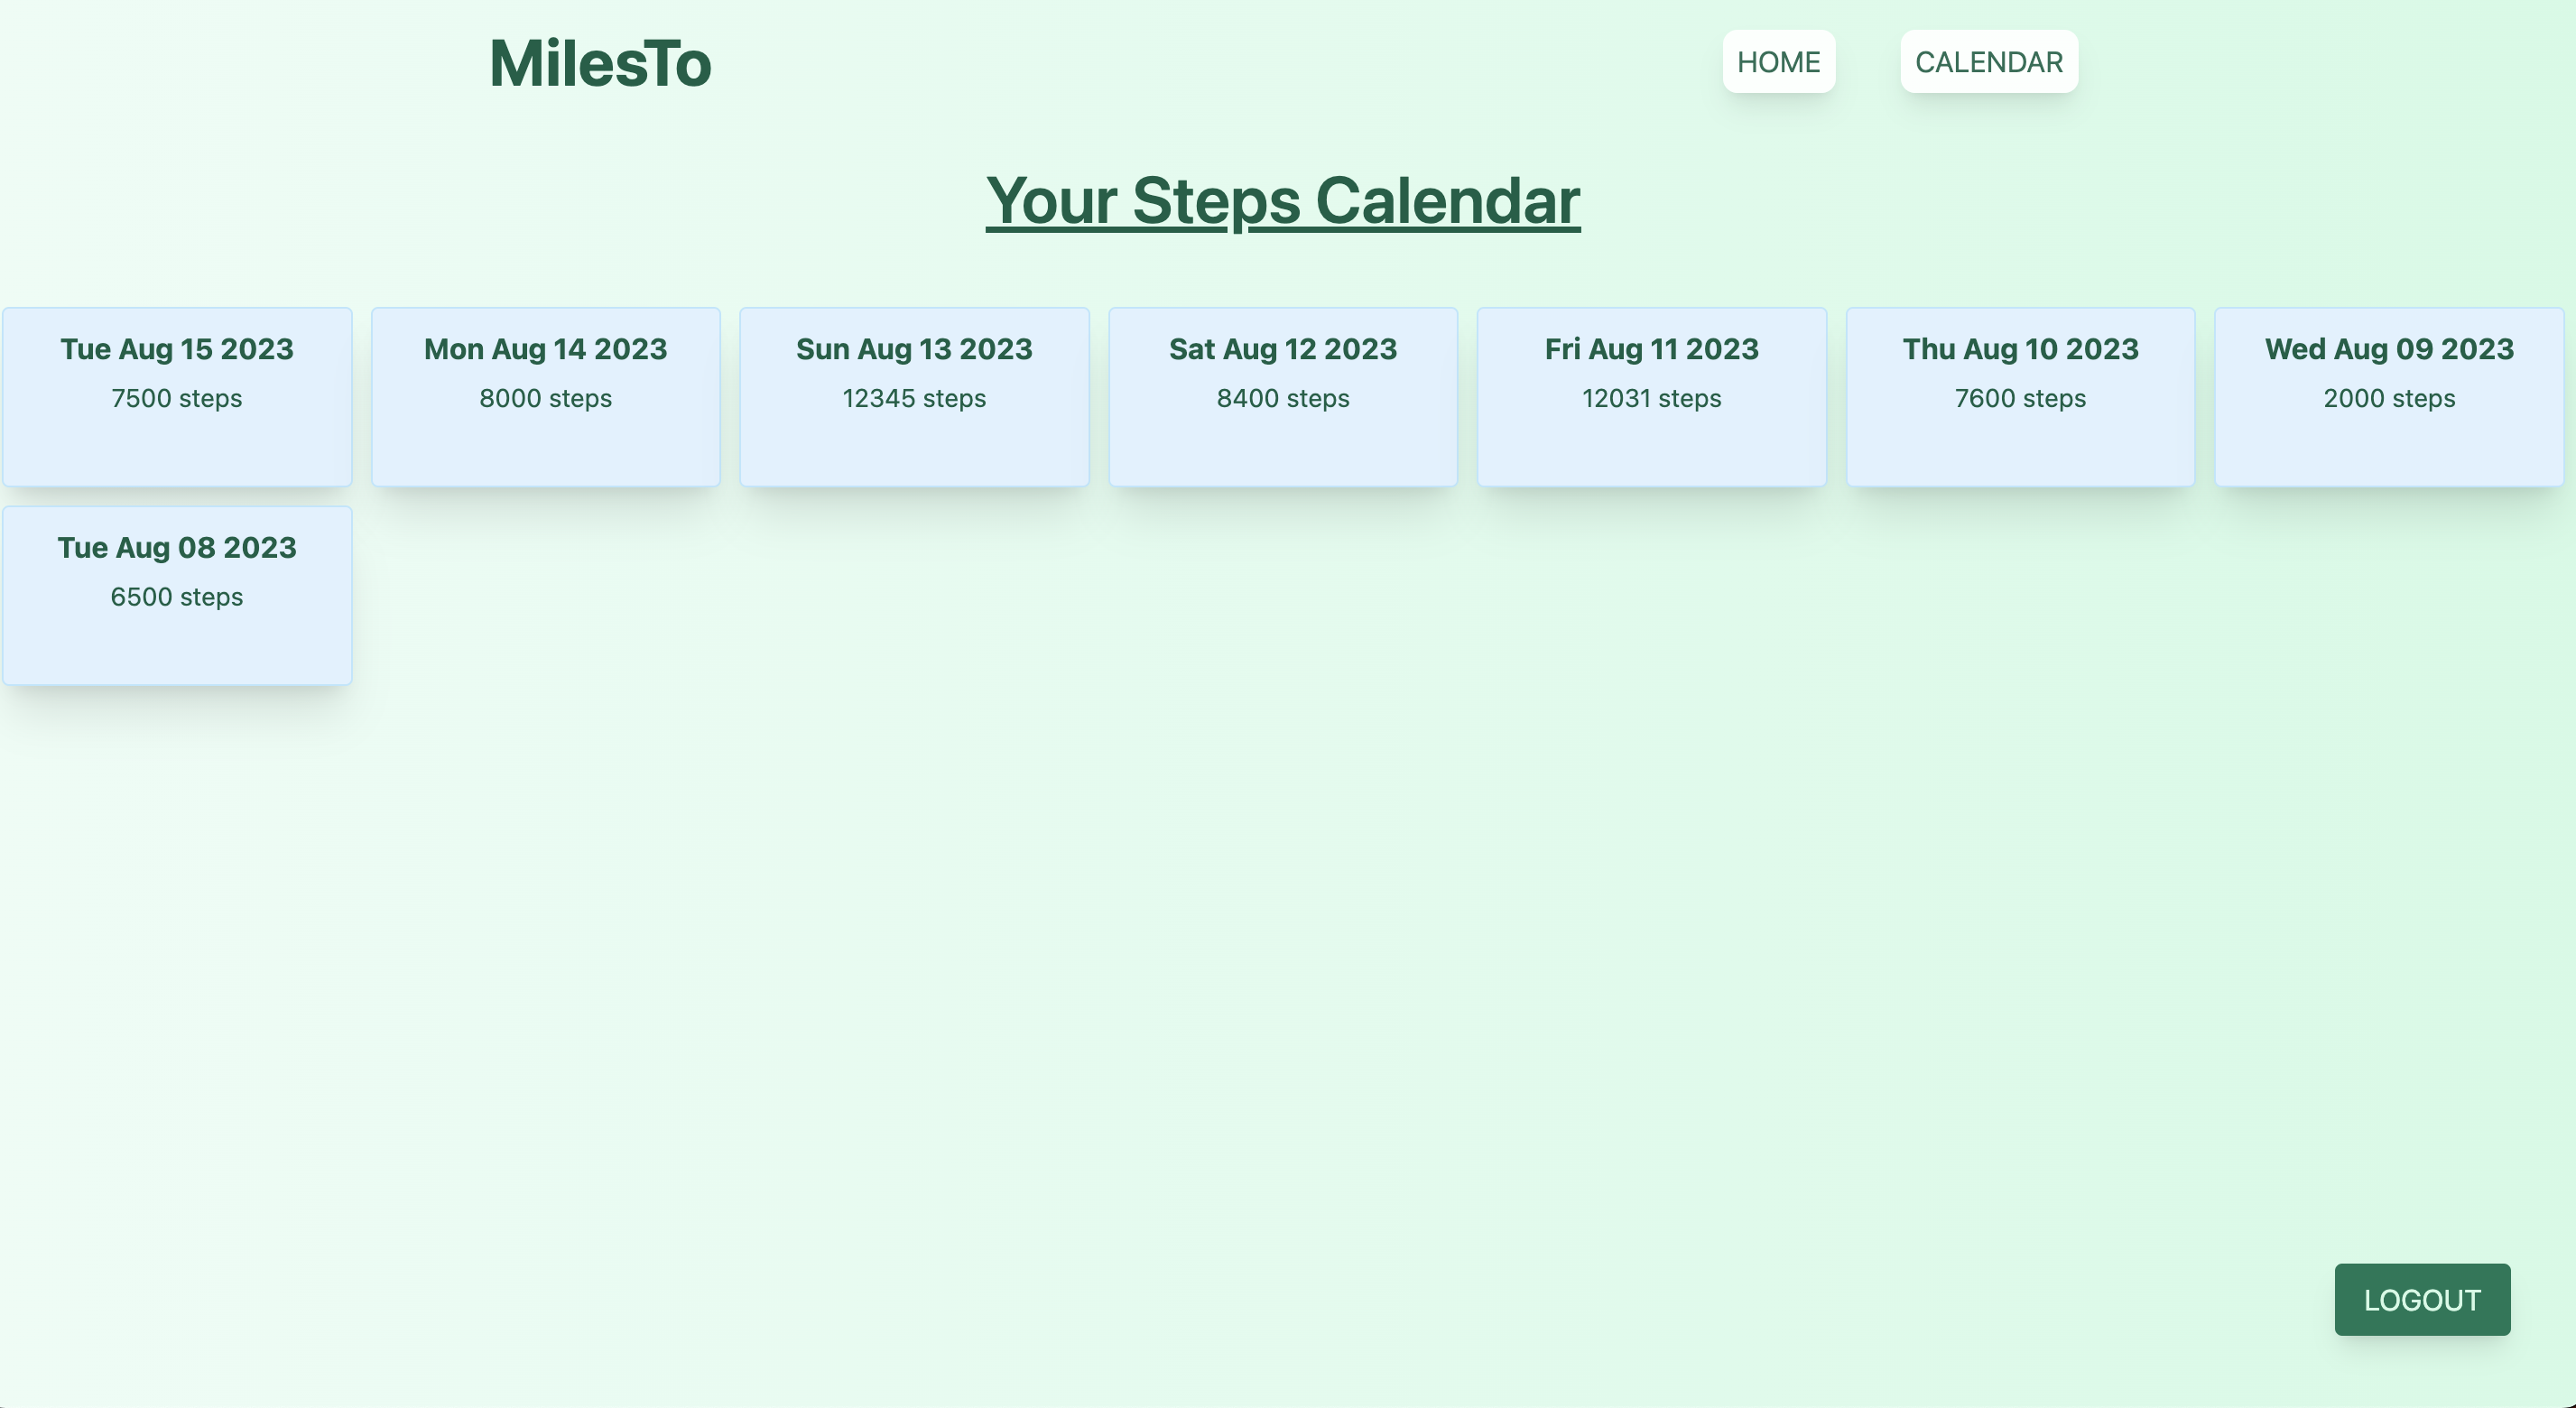 MilesTo
HOME
CALENDAR
Your Steps Calendar
Tue Aug 15 2023
7500 steps
Mon Aug 14 2023
8000 steps
Sun Aug 13 2023
12345 steps
Sat Aug 12 2023
8400 steps
Fri Aug 11 2023
12031 steps
Thu Aug 10 2023
7600 steps
Wed Aug 09 2023
2000 steps
Tue Aug 08 2023
6500 steps
LOGOUT